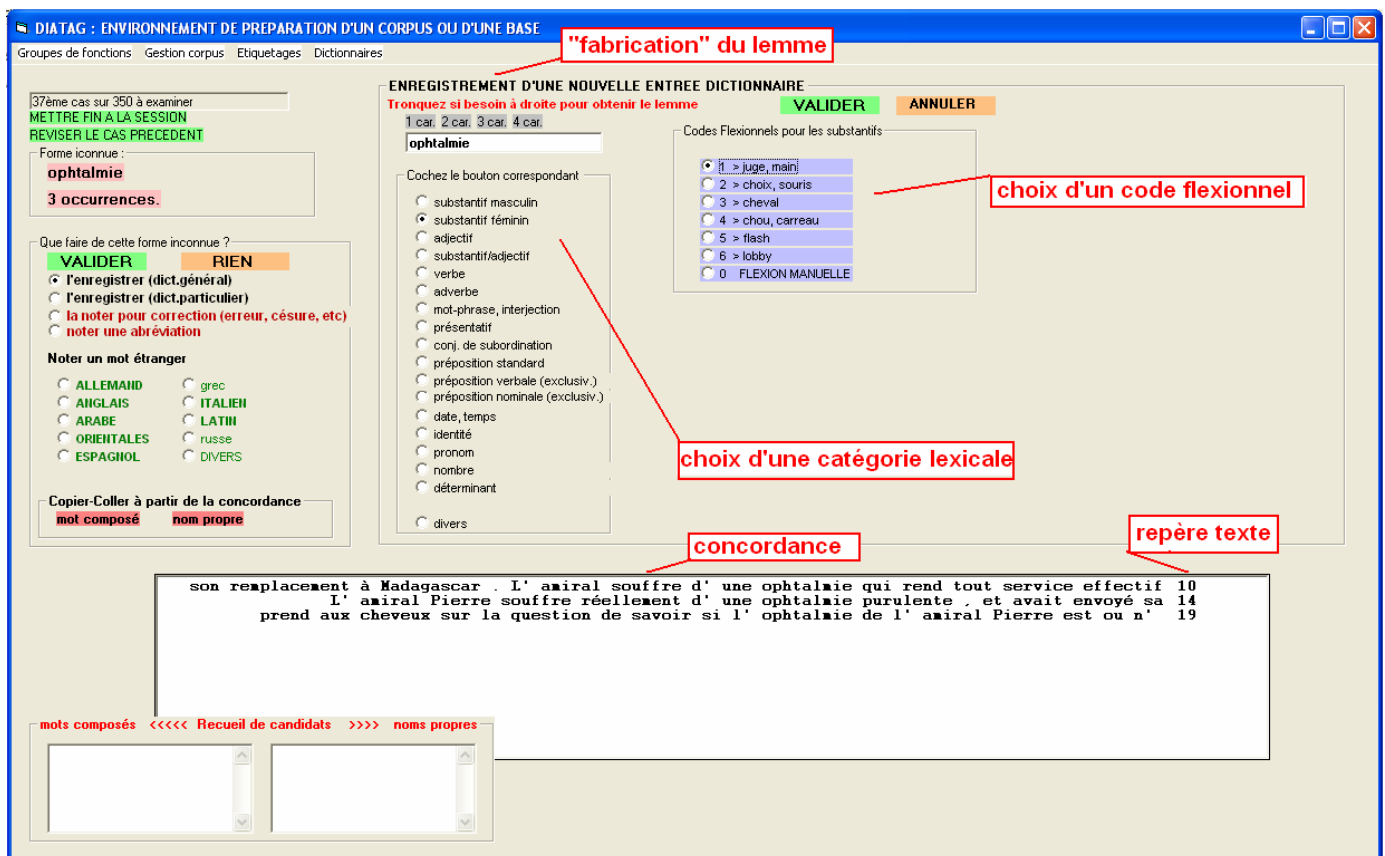 DIATAG : ENVIRONNEMENT DE PREPARATION D'UN CORPUS OU D'UNE BASE
Groupes de fonctions Gestion corpus Etiquetages Dictionnaires
"fabrication" du lemme
37ème cas sur 350 à examiner
METTRE FIN A LA SESSION
REVISER LE CAS PRECEDENT
Forme iconnue :
ophtalmie
3 occurrences.
Que faire de cette forme inconnue ?
VALIDER RIEN
l'enregistrer (dict.général)
l'enregistrer (dict.particulier)
la noter pour correction (erreur, césure, etc)
noter une abréviation
Noter un mot étranger
ALLEMAND grec
ANGLAIS ITALIEN
ARABE LATIN
ORIENTALES russe
ESPAGNOL DIVERS
Copier-Coller à partir de la concordance
mot composé nom propre
ENREGISTREMENT D'UNE NOUVELLE ENTREE DICTIONNAIRE
Tronquez si besoin à droite pour obtenir le lemme
VALIDER ANNULER
1 car. 2 car. 3 car. 4 car.
ophtalmie
Cochez le bouton correspondant
substantif masculin
substantif féminin
adjectif
substantif/adjectif
verbe
adverbe
mot-phrase, interjection
présentatif
conj. de subordination
préposition standard
préposition verbale (exclusiv.)
préposition nominale (exclusiv.)
date, temps
identité
pronom
nombre
déterminant
divers
Codes Flexionnels pour les substantifs
1 > juge, main
2 > choix, souris
3 > cheval
4 > chou, carreau
5 > flash
6 > lobby
0 FLEXION MANUELLE
choix d'un code flexionnel
choix d'une catégorie lexicale
concordance
repère texte
son remplacement à Madagascar . L' amiral souffre d' une ophtalmie qui rend tout service effectif 10
L' amiral Pierre souffre réellement d' une ophtalmie purulente , et avait envoyé sa 14
prend aux cheveux sur la question de savoir si l' ophtalmie de l' amiral Pierre est ou n' 19
mots composés <<<<< Recueil de candidats >>>> noms propres